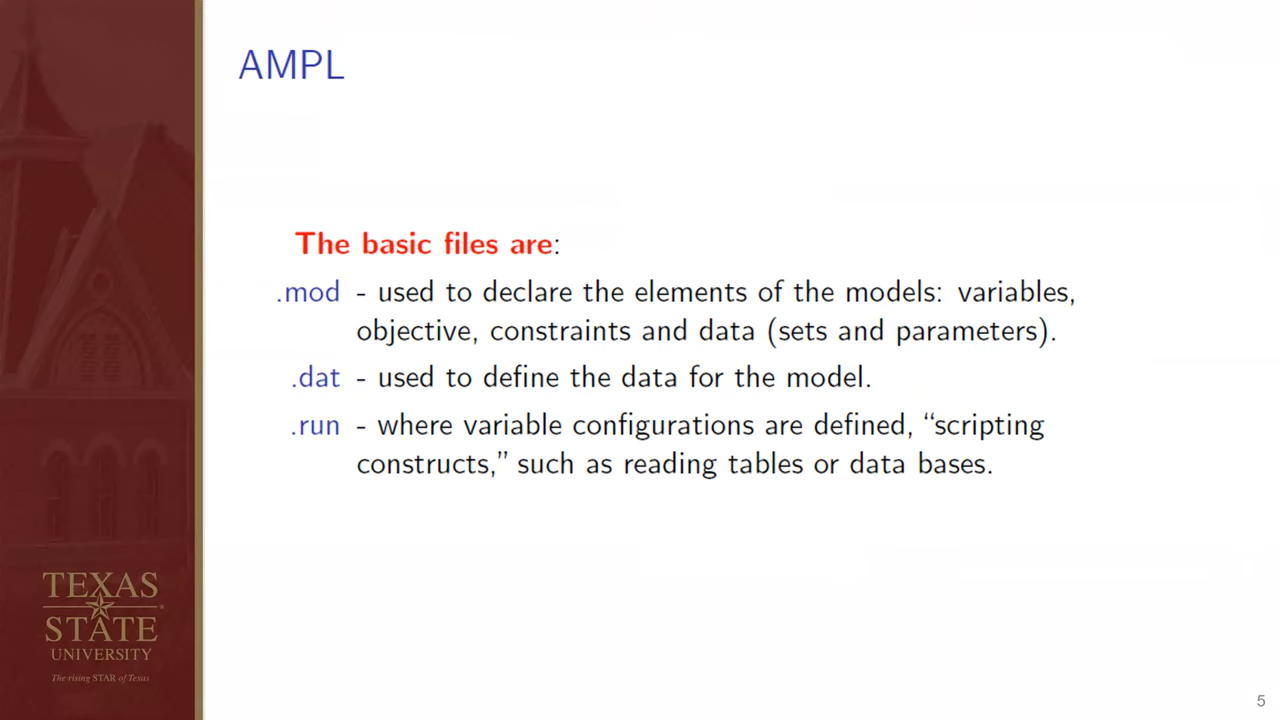 AMPL
The basic files are:
.mod - used to declare the elements of the models: variables,
objective, constraints and data (sets and parameters).
.dat - used to define the data for the model.
.run - where variable configurations are defined, “scripting
constructs,” such as reading tables or data bases.
TEXAS
STATE
UNIVERSITY
The rising STAR of Texas
5